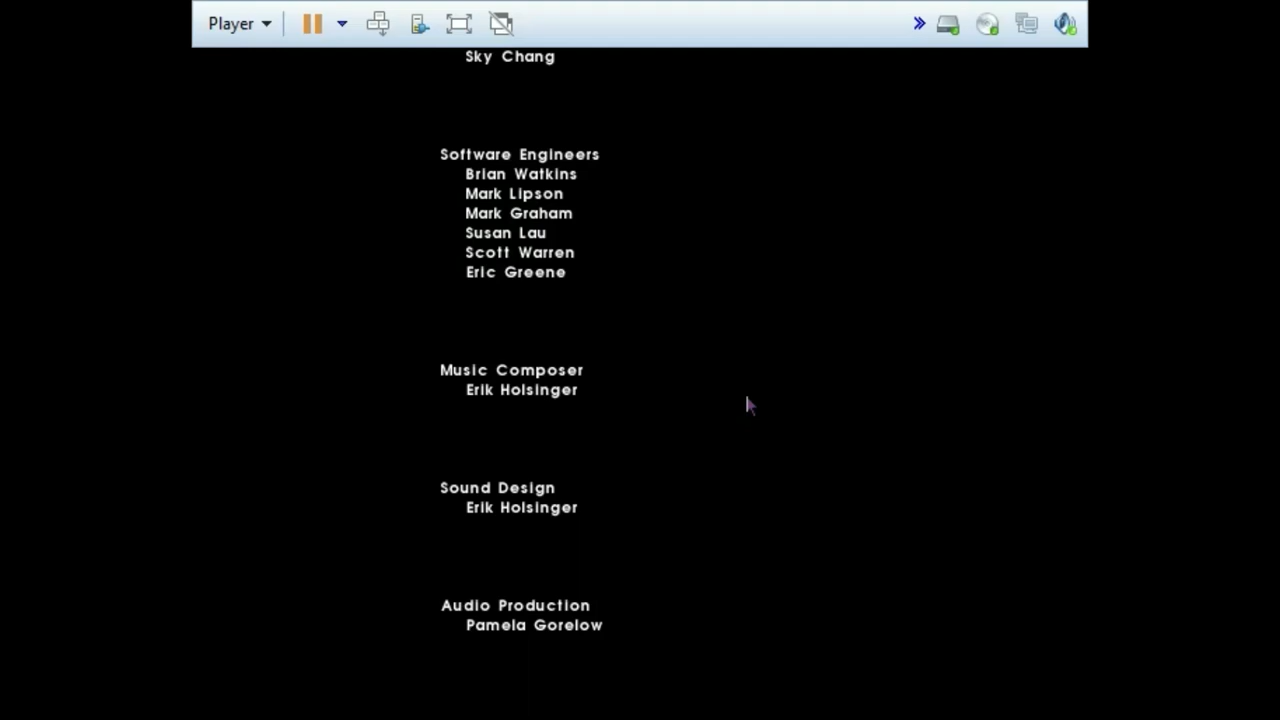 Player
Sky Chang
Software Engineers
Brian Watkins
Mark Lipson
Mark Graham
Susan Lau
Scott Warren
Eric Greene
Music Composer
Erik Holsinger
Sound Design
Erik Holsinger
Audio Production
Pamela Gorelow